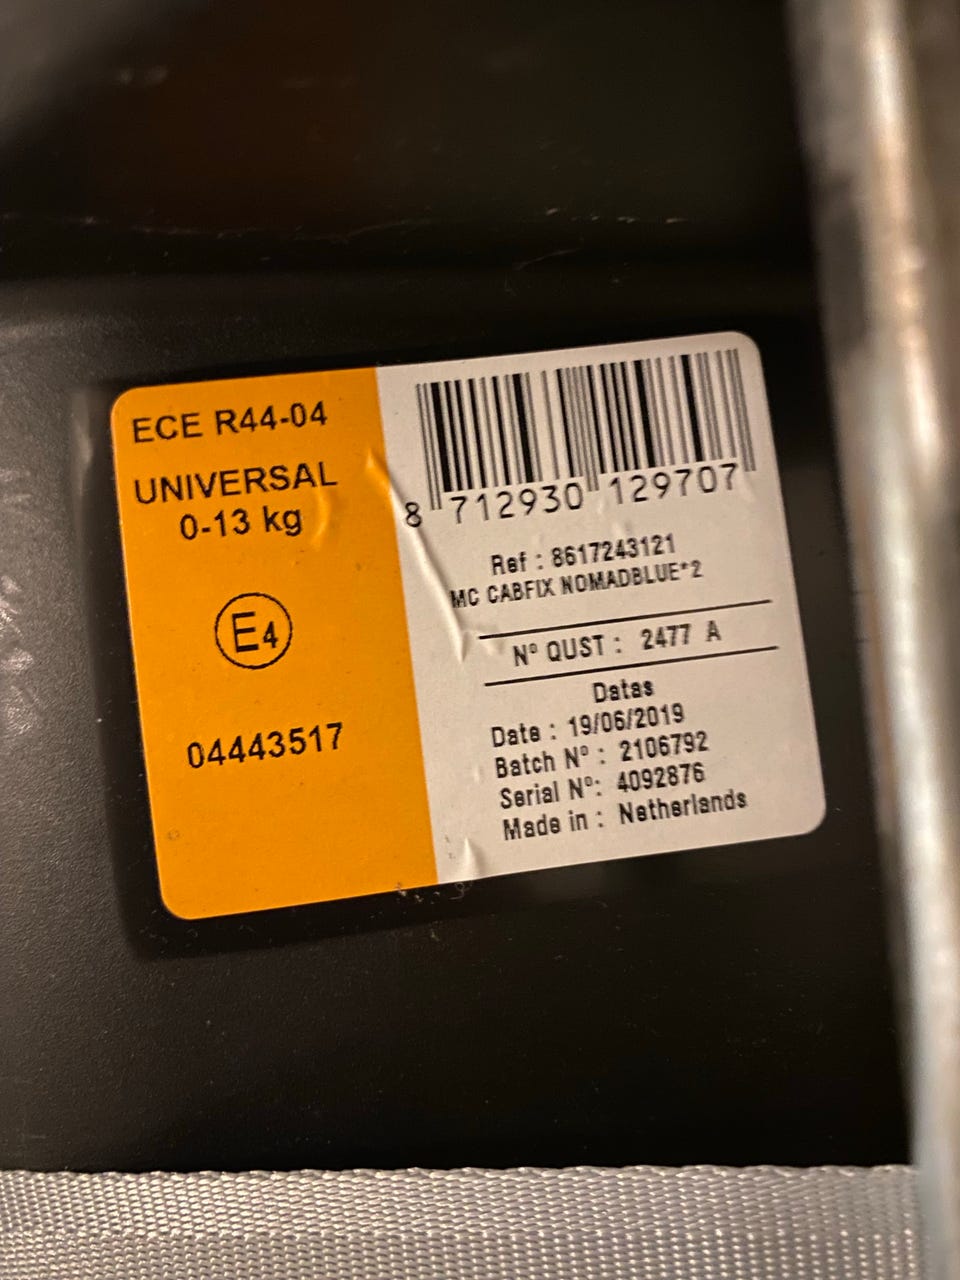 ECE R44-04
UNIVERSAL
0-13 kg
E4
04443517
8 712930 129707
Ref : 8617243121
MC CABFIX NOMADBLUE*2
N° QUST : 2477 A
Datas
Date : 19/06/2019
Batch N° : 2106792
Serial N°: 4092876
Made in : Netherlands